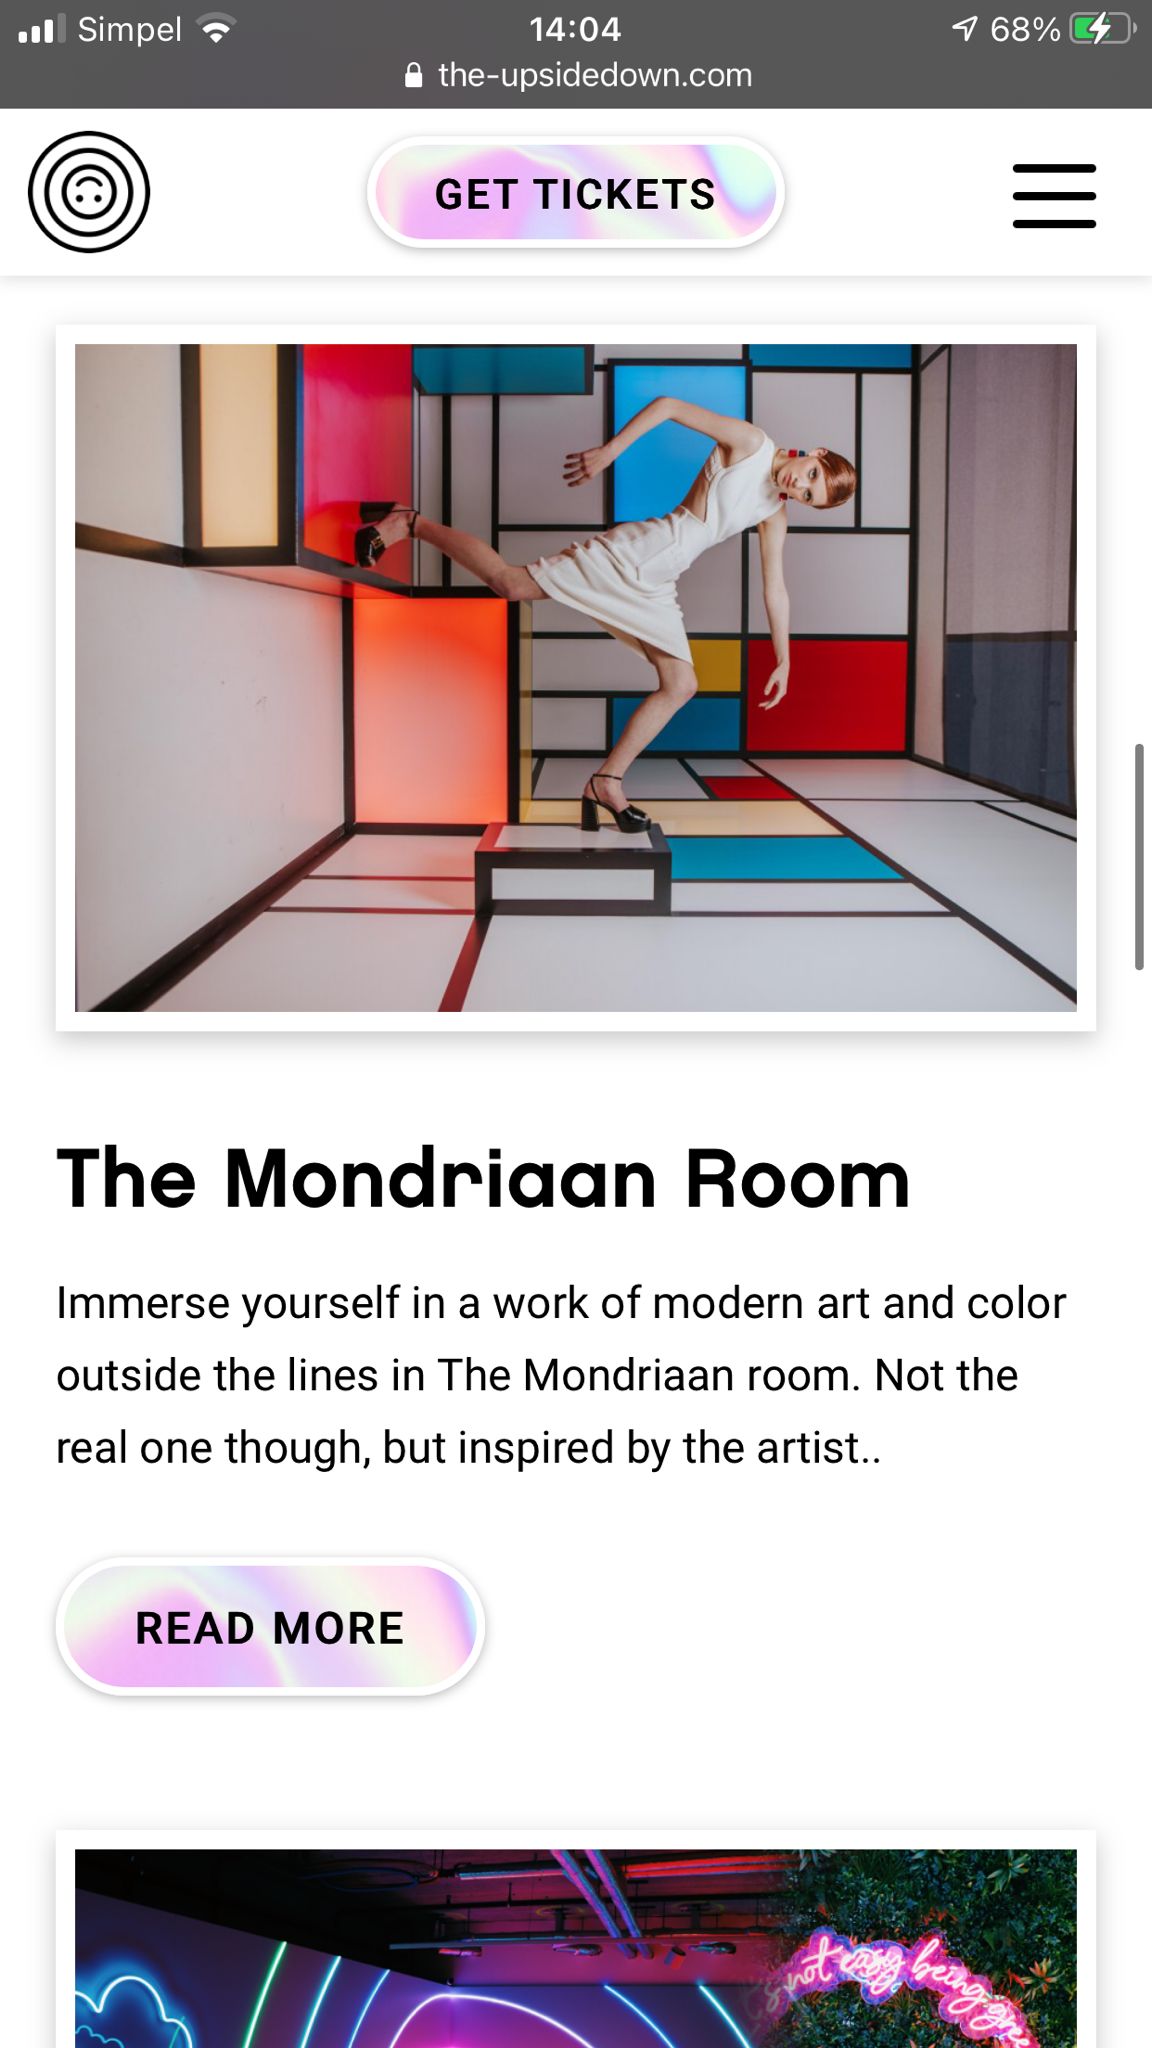 Simpel 14:04 68%
the-upsidedown.com
GET TICKETS
The Mondriaan Room
Immerse yourself in a work of modern art and color
outside the lines in The Mondriaan room. Not the
real one though, but inspired by the artist..
READ MORE
not easy being